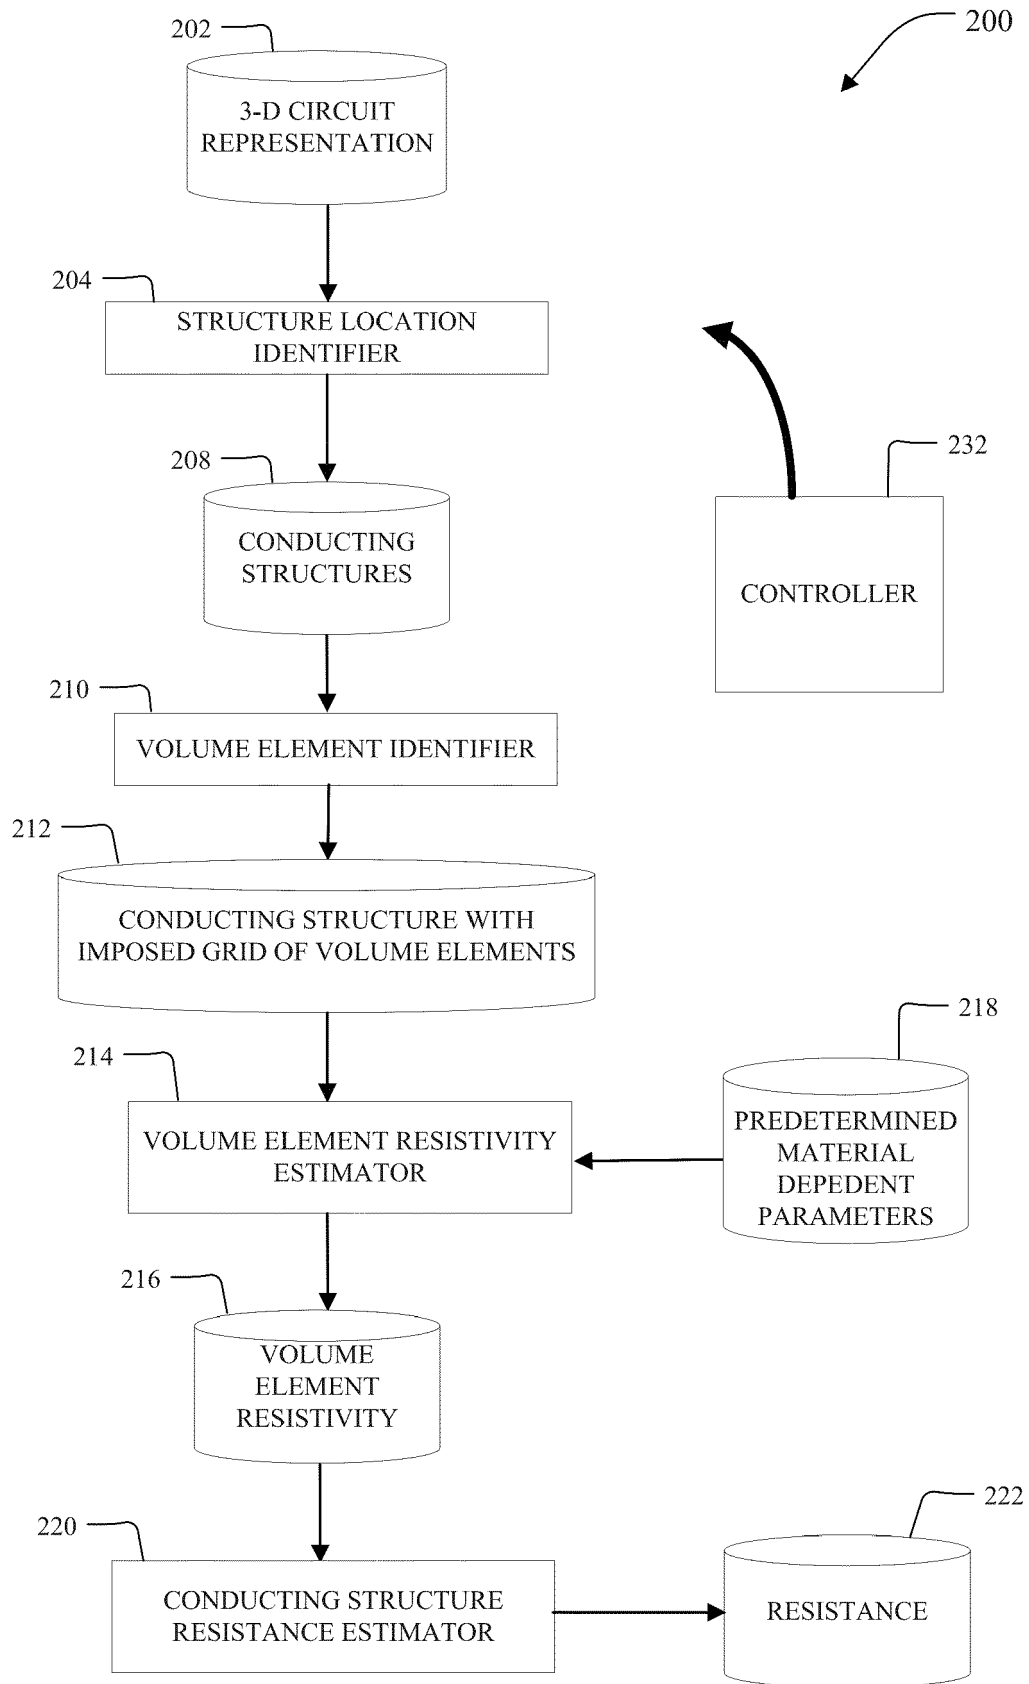 200
202
3-D CIRCUIT
REPRESENTATION
204
STRUCTURE LOCATION
IDENTIFIER
208
CONDUCTING
STRUCTURES
232
CONTROLLER
210
VOLUME ELEMENT IDENTIFIER
212
CONDUCTING STRUCTURE WITH
IMPOSED GRID OF VOLUME ELEMENTS
214
VOLUME ELEMENT RESISTIVITY
ESTIMATOR
218
PREDETERMINED
MATERIAL
DEPEDENT
PARAMETERS
216
VOLUME
ELEMENT
RESISTIVITY
220
CONDUCTING STRUCTURE
RESISTANCE ESTIMATOR
222
RESISTANCE